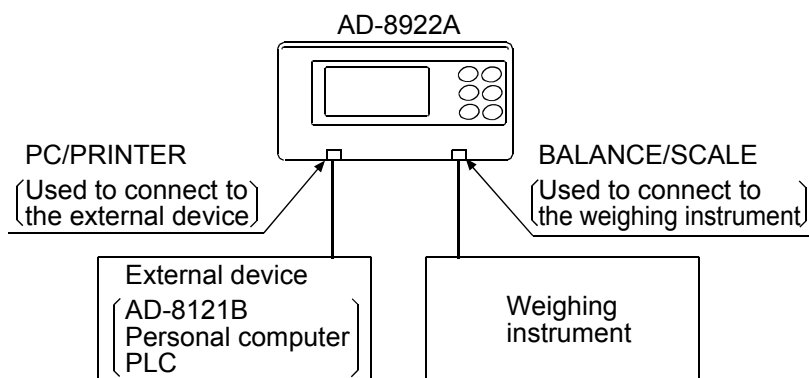 AD-8922A
PC/PRINTER
Used to connect to
the external device
BALANCE/SCALE
Used to connect to
the weighing instrument
External device
AD-8121B
Personal computer
PLC
Weighing
instrument